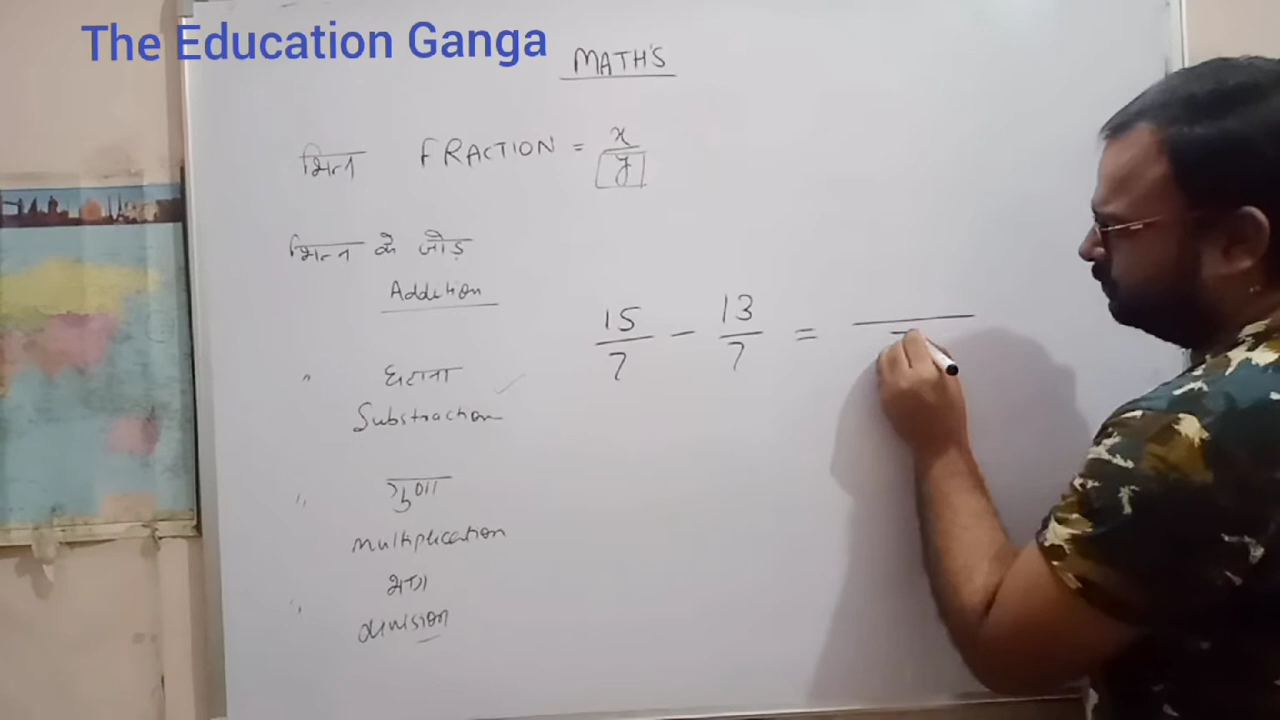 The Education Ganga
MATH'S
भिन्न FRACTION = x/y
भिन्न के जोड़
Addition
15/7 - 13/7 =
" घटाना
Substraction
" गुणा
Multiplication
" भाग
division